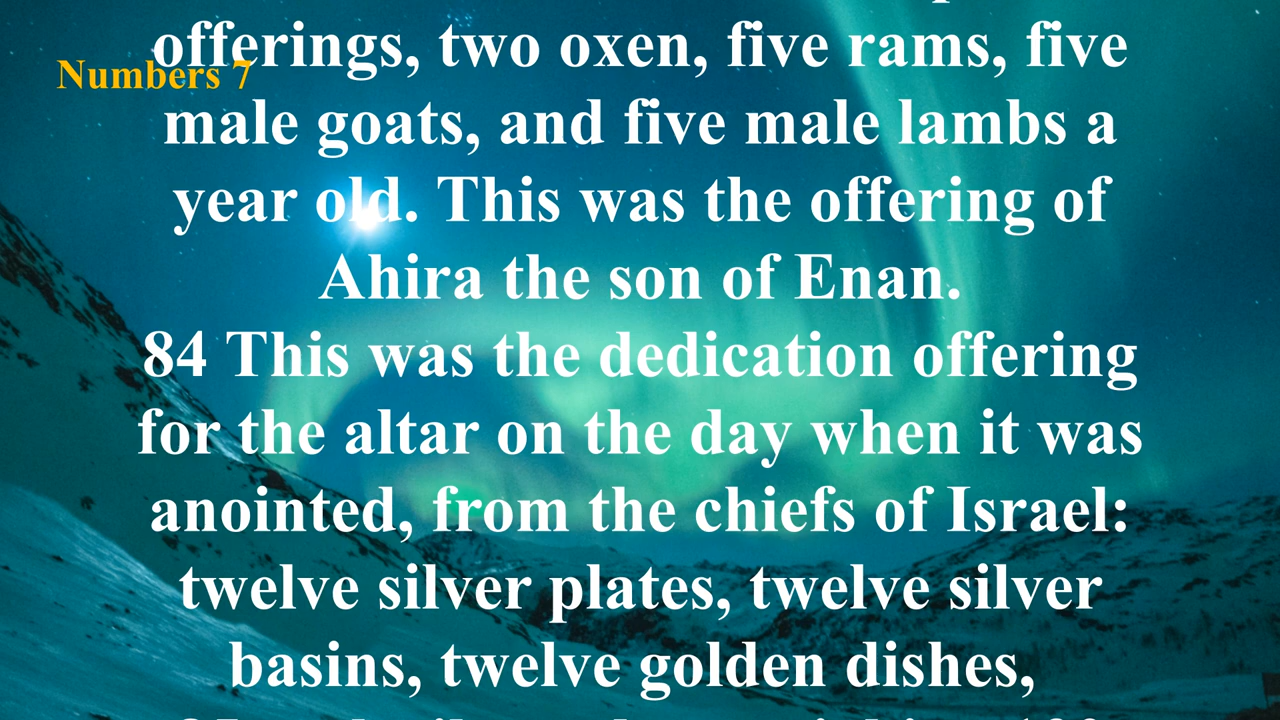 offerings, two oxen, five rams, five
Numbers 7
male goats, and five male lambs a
year old. This was the offering of
Ahira the son of Enan.
84 This was the dedication offering
for the altar on the day when it was
anointed, from the chiefs of Israel:
twelve silver plates, twelve silver
basins, twelve golden dishes,